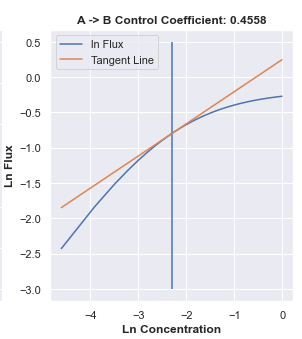 A -> B Control Coefficient: 0.4558
ln Flux
Tangent Line
0.5
0.0
−0.5
−1.0
−1.5
−2.0
−2.5
−3.0
Ln Flux
−4
−3
−2
−1
0
Ln Concentration